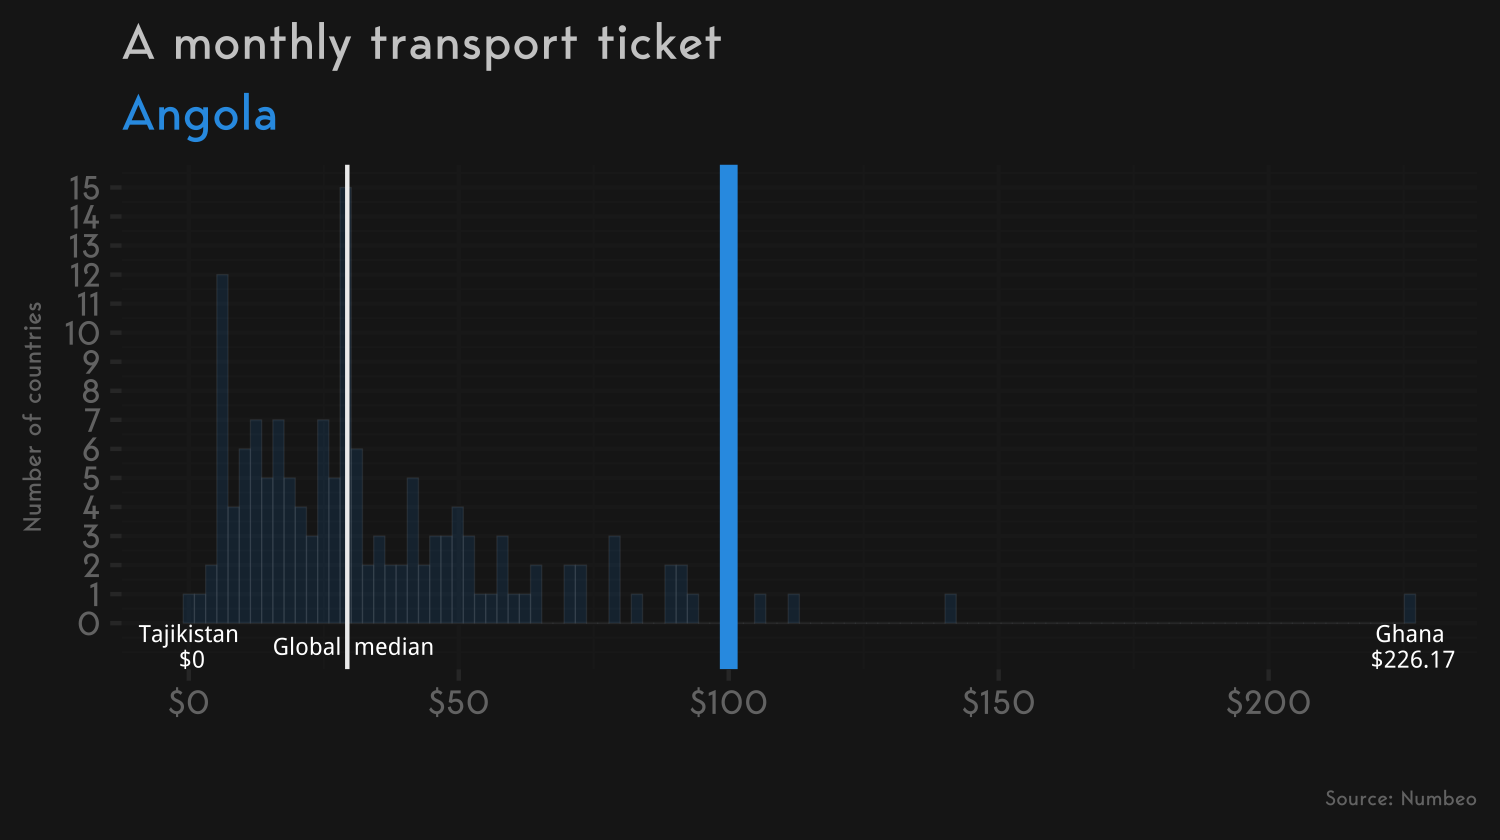 A monthly transport ticket
Angola
Number of countries
15
14
13
12
11
10
9
8
7
6
5
4
3
2
1
0
Tajikistan
$0
Global median
Ghana
$226.17
$0 $50 $100 $150 $200
Source: Numbeo